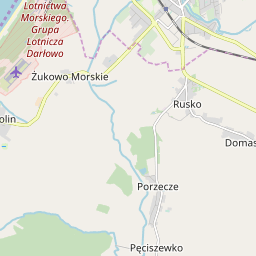 Lotnictwa
Morskiego.
Grupa
Lotnicza
Darłowo
Żukowo Morskie
Rusko
olin
Domas
Porzecze
Pęciszewko